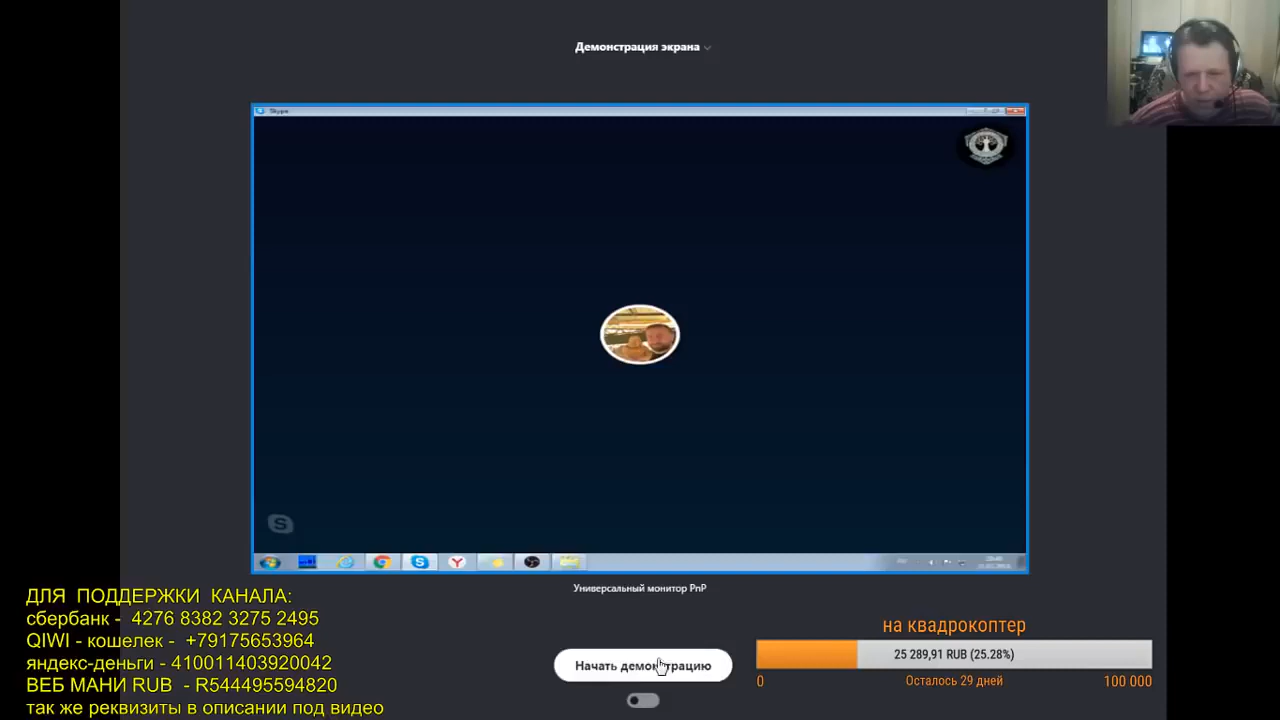 Демонстрация экрана
Skype
Универсальный монитор PnP
Начать демонстрацию
ДЛЯ ПОДДЕРЖКИ КАНАЛА:
сбербанк - 4276 8382 3275 2495
QIWI - кошелек - +79175653964
яндекс-деньги - 410011403920042
ВЕБ МАНИ RUB - R544495594820
так же реквизиты в описании под видео
на квадрокоптер
25 289,91 RUB (25.28%)
0
Осталось 29 дней
100 000